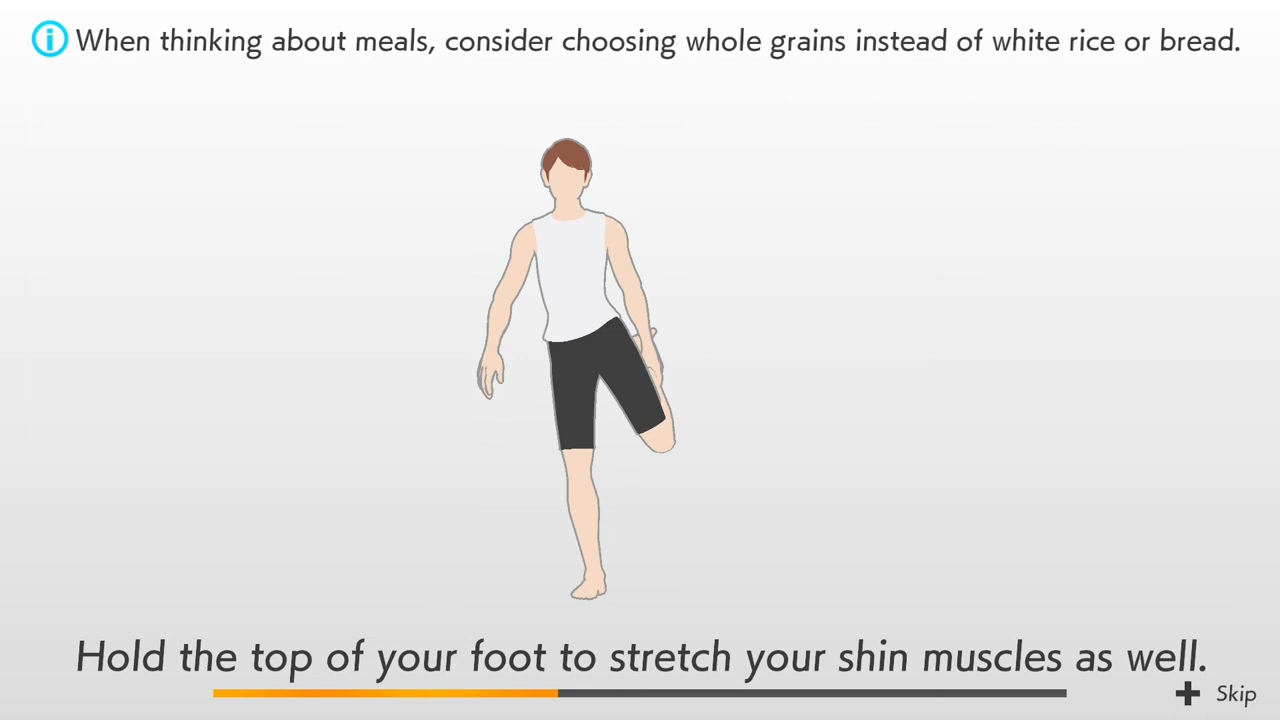 When thinking about meals, consider choosing whole grains instead of white rice or bread.
Hold the top of your foot to stretch your shin muscles as well.
Skip